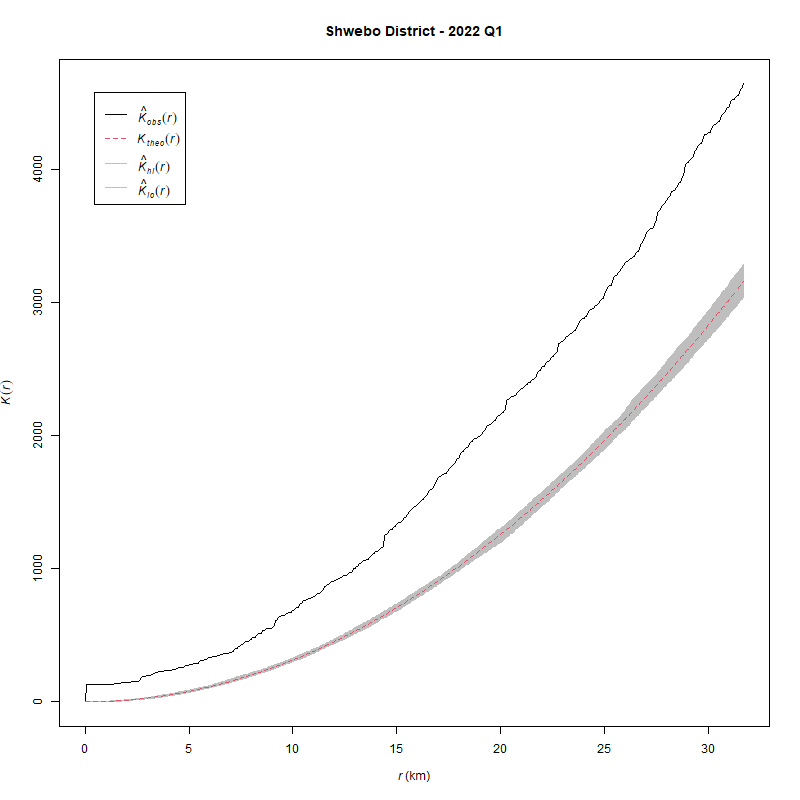 Shwebo District - 2022 Q1
K̂obs(r)
Ktheo(r)
K̂hi(r)
K̂lo(r)
K(r)
4000
3000
2000
1000
0
0 5 10 15 20 25 30
r (km)